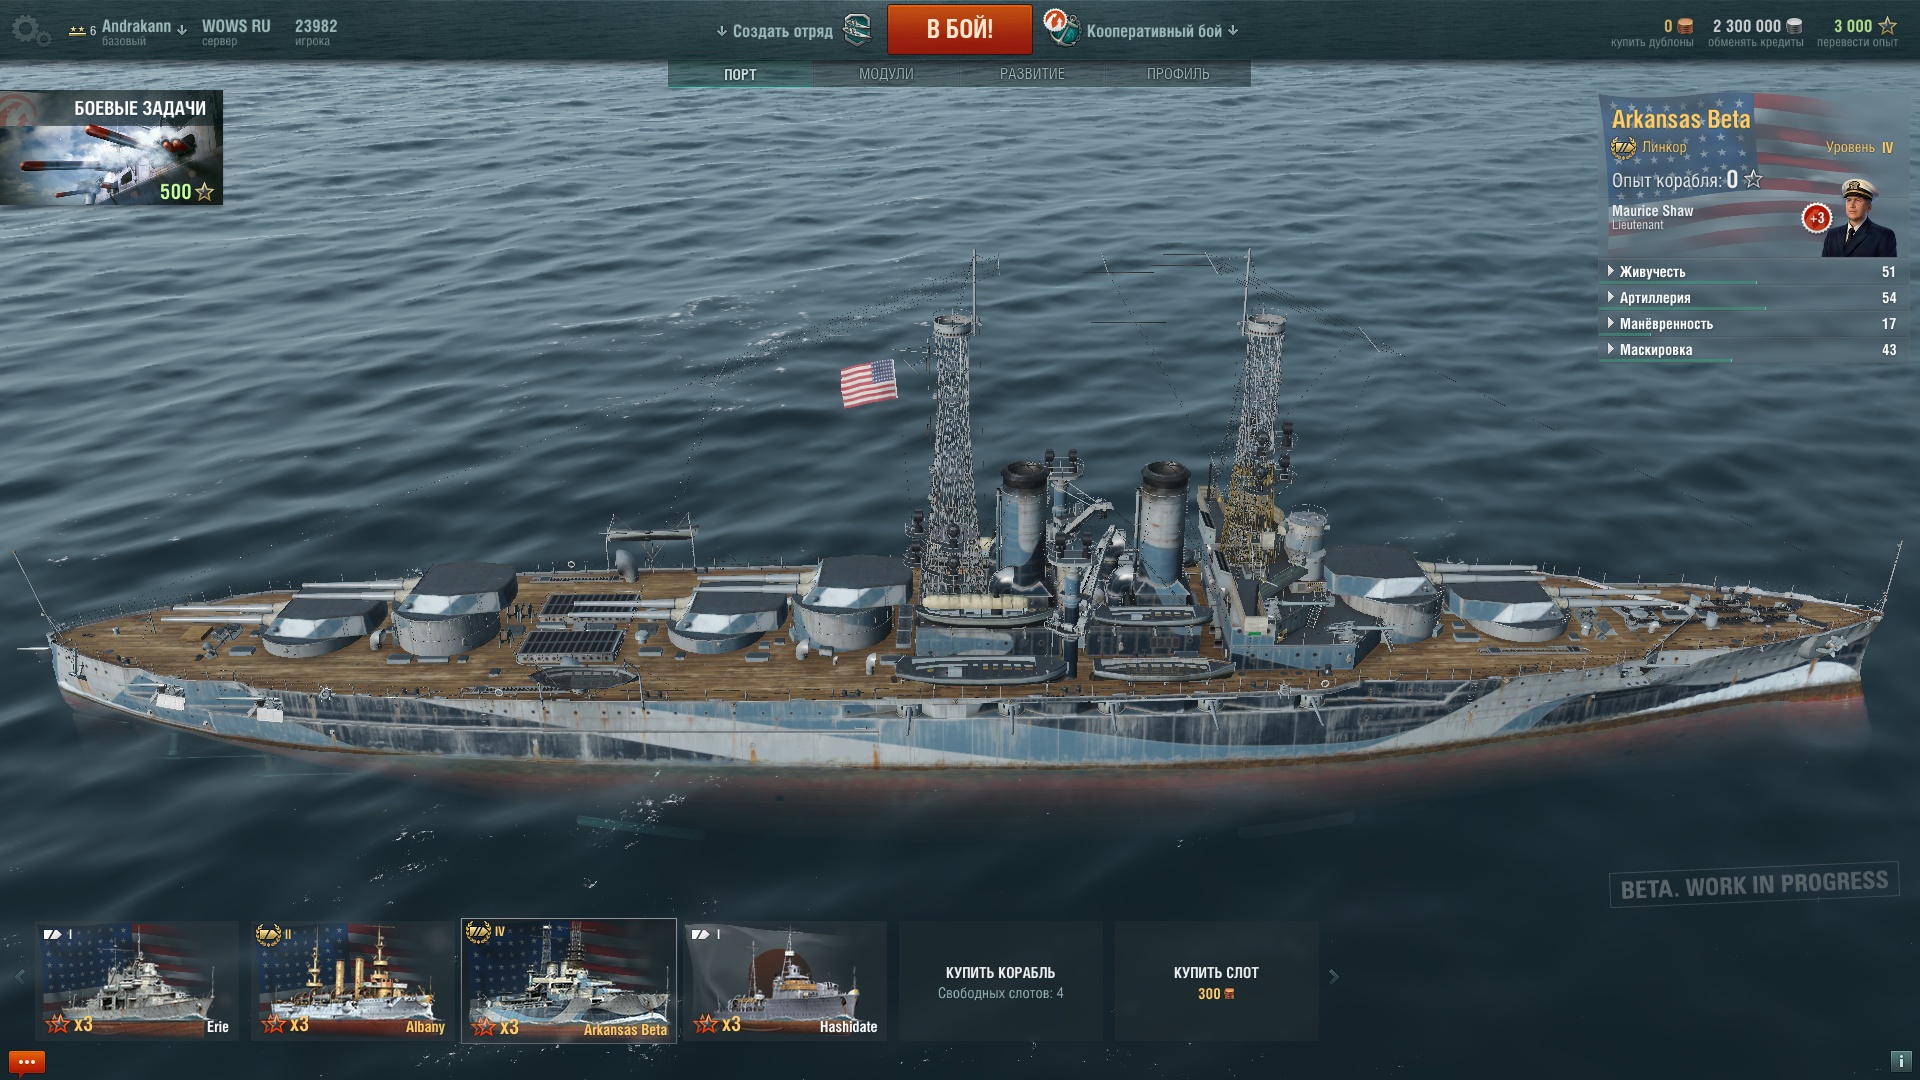 6 Andrakann WOWS RU 23982
базовый сервер игрока
Создать отряд
В БОЙ!
Кооперативный бой
0 2 300 000 3 000
купить дублоны обменять кредиты перевести опыт
ПОРТ МОДУЛИ РАЗВИТИЕ ПРОФИЛЬ
БОЕВЫЕ ЗАДАЧИ
500
Arkansas Beta
Линкор Уровень IV
Опыт корабля: 0
Maurice Shaw
Lieutenant
+3
Живучесть 51
Артиллерия 54
Манёвренность 17
Маскировка 43
BETA. WORK IN PROGRESS
I
x3 Erie
II
x3 Albany
IV
x3 Arkansas Beta
I
x3 Hashidate
КУПИТЬ КОРАБЛЬ
Свободных слотов: 4
КУПИТЬ СЛОТ
300